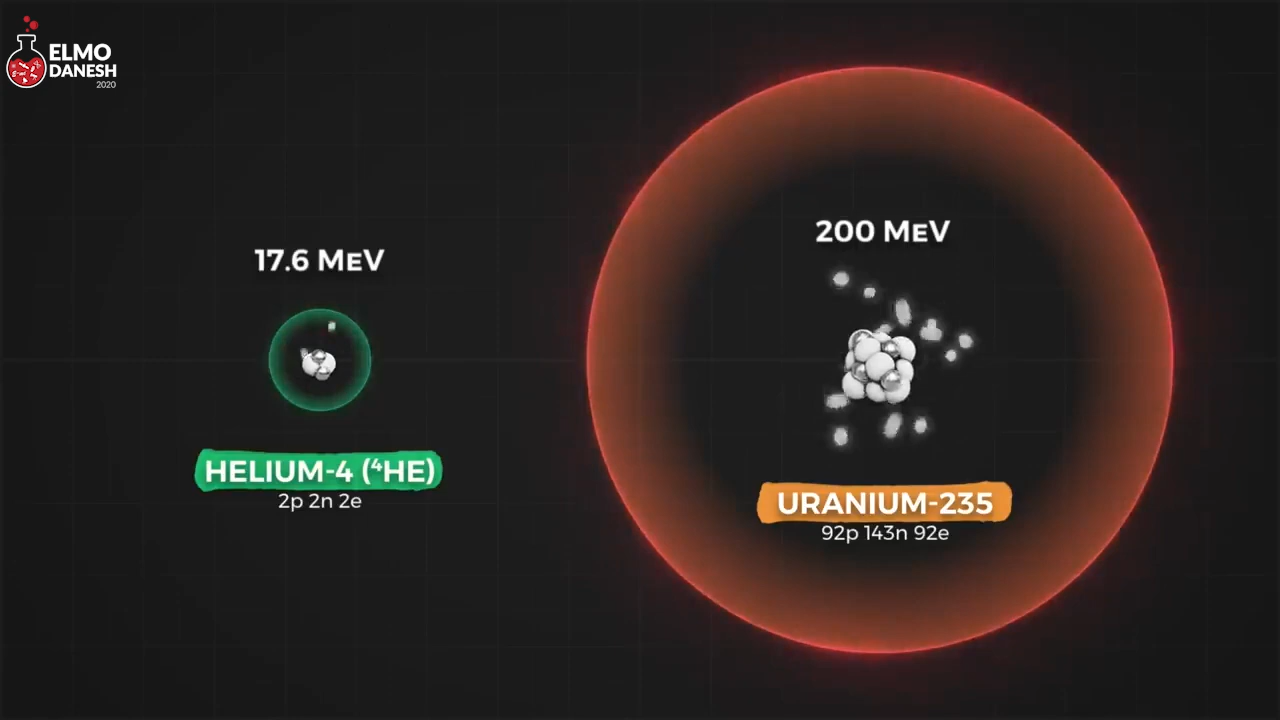 ELMO
DANESH
2020
17.6 MeV
HELIUM-4 (⁴HE)
2p 2n 2e
200 MeV
URANIUM-235
92p 143n 92e